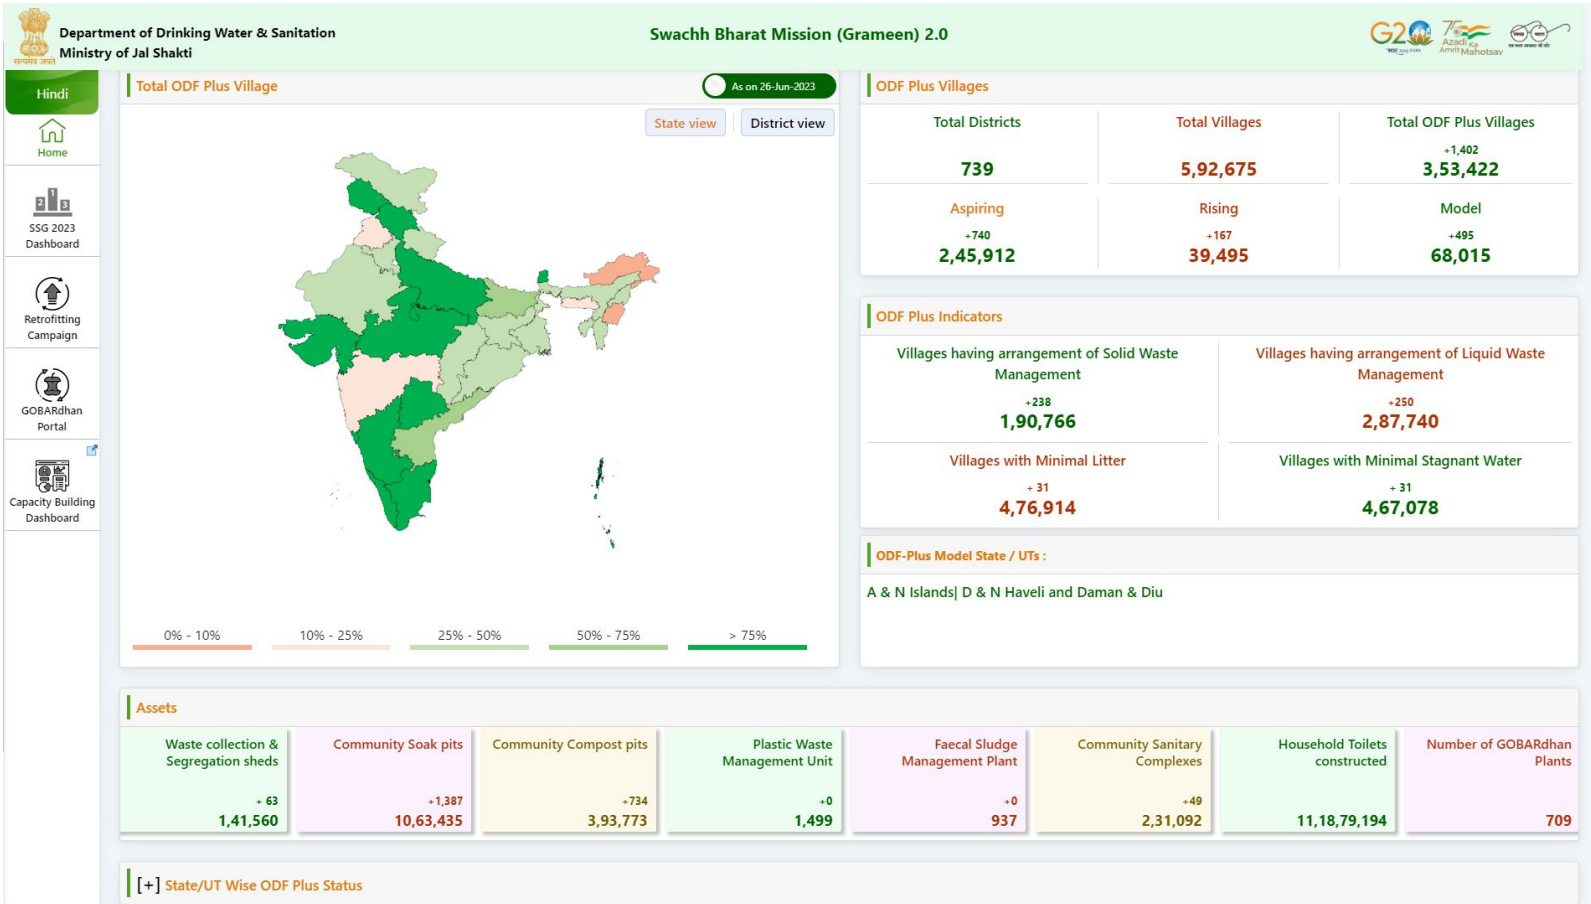 Department of Drinking Water & Sanitation
Ministry of Jal Shakti
सत्यमेव जयते
Swachh Bharat Mission (Grameen) 2.0
G20
Azadi Ka
Amrit Mahotsav
स्वच्छ भारत
Hindi
Home
SSG 2023
Dashboard
Retrofitting
Campaign
GOBARdhan
Portal
Capacity Building
Dashboard
Total ODF Plus Village
As on 26-Jun-2023
State view
District view
0% - 10%
10% - 25%
25% - 50%
50% - 75%
> 75%
ODF Plus Villages
Total Districts
739
Total Villages
5,92,675
Total ODF Plus Villages
+1,402
3,53,422
Aspiring
+740
2,45,912
Rising
+167
39,495
Model
+495
68,015
ODF Plus Indicators
Villages having arrangement of Solid Waste
Management
+238
1,90,766
Villages having arrangement of Liquid Waste
Management
+250
2,87,740
Villages with Minimal Litter
+ 31
4,76,914
Villages with Minimal Stagnant Water
+ 31
4,67,078
ODF-Plus Model State / UTs :
A & N Islands| D & N Haveli and Daman & Diu
Assets
Waste collection &
Segregation sheds
+ 63
1,41,560
Community Soak pits
+1,387
10,63,435
Community Compost pits
+734
3,93,773
Plastic Waste
Management Unit
+0
1,499
Faecal Sludge
Management Plant
+0
937
Community Sanitary
Complexes
+49
2,31,092
Household Toilets
constructed
11,18,79,194
Number of GOBARdhan
Plants
709
[+] State/UT Wise ODF Plus Status